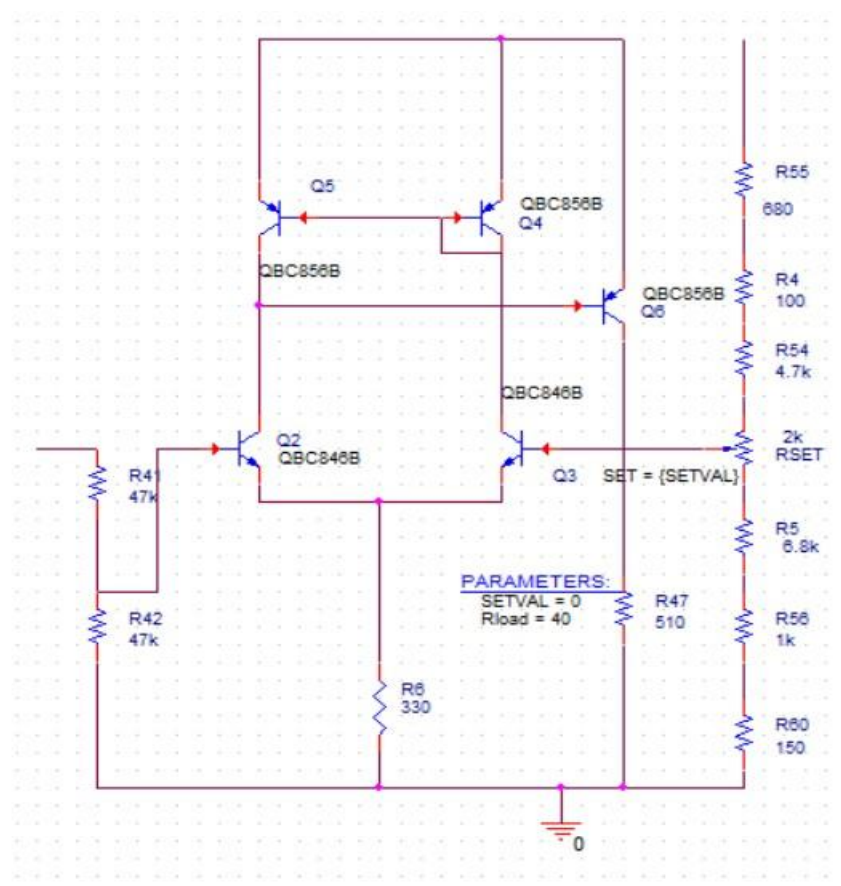 Q5
QBC856B
Q4
QBC856B
R55
680
QBC856B
Q6
R4
100
R54
4.7k
QBC846B
2k
RSET
Q2
QBC846B
Q3
SET = {SETVAL}
R41
47k
R5
6.8k
PARAMETERS:
SETVAL = 0
Rload = 40
R47
510
R42
47k
R56
1k
R6
330
R60
150
0